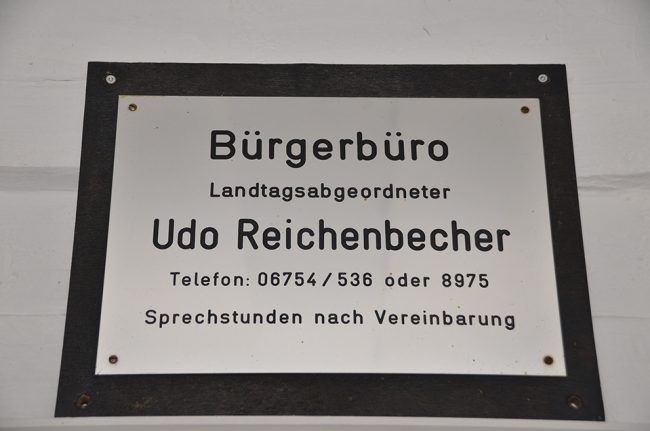 Bürgerbüro
Landtagsabgeordneter
Udo Reichenbecher
Telefon: 06754/536 oder 8975
Sprechstunden nach Vereinbarung